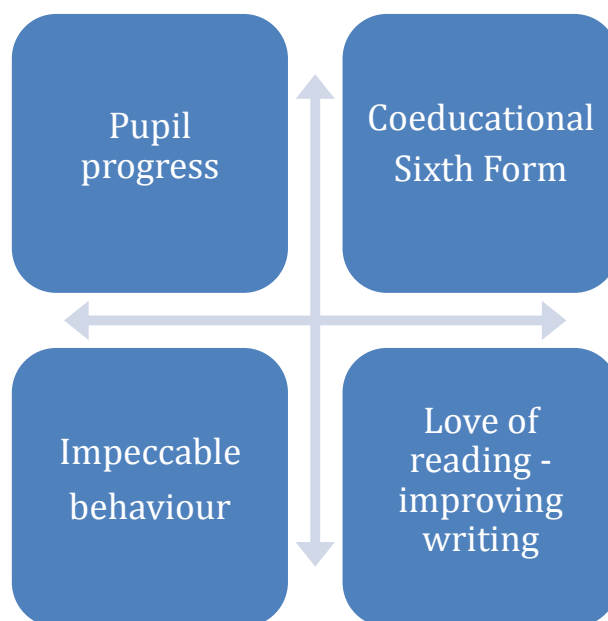 Pupil
progress
Coeducational
Sixth Form
Impeccable
behaviour
Love of
reading -
improving
writing